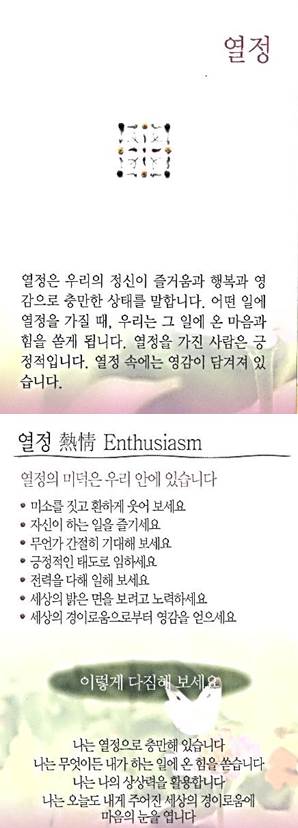 열정
열정은 우리의 정신이 즐거움과 행복과 영
감으로 충만한 상태를 말합니다. 어떤 일에
열정을 가질 때, 우리는 그 일에 온 마음과
힘을 쏟게 됩니다. 열정을 가진 사람은 긍
정적입니다. 열정 속에는 영감이 담겨져 있
습니다.
열정 熱情 Enthusiasm
열정의 미덕은 우리 안에 있습니다
• 미소를 짓고 환하게 웃어 보세요
• 자신이 하는 일을 즐기세요
• 무언가 간절히 기대해 보세요
• 긍정적인 태도로 임하세요
• 전력을 다해 일해 보세요
• 세상의 밝은 면을 보려고 노력하세요
• 세상의 경이로움으로부터 영감을 얻으세요
이렇게 다짐해 보세요
나는 열정으로 충만해 있습니다
나는 무엇이든 내가 하는 일에 온 힘을 쏟습니다
나는 나의 상상력을 활용합니다
나는 오늘도 내게 주어진 세상의 경이로움에
마음의 눈을 엽니다